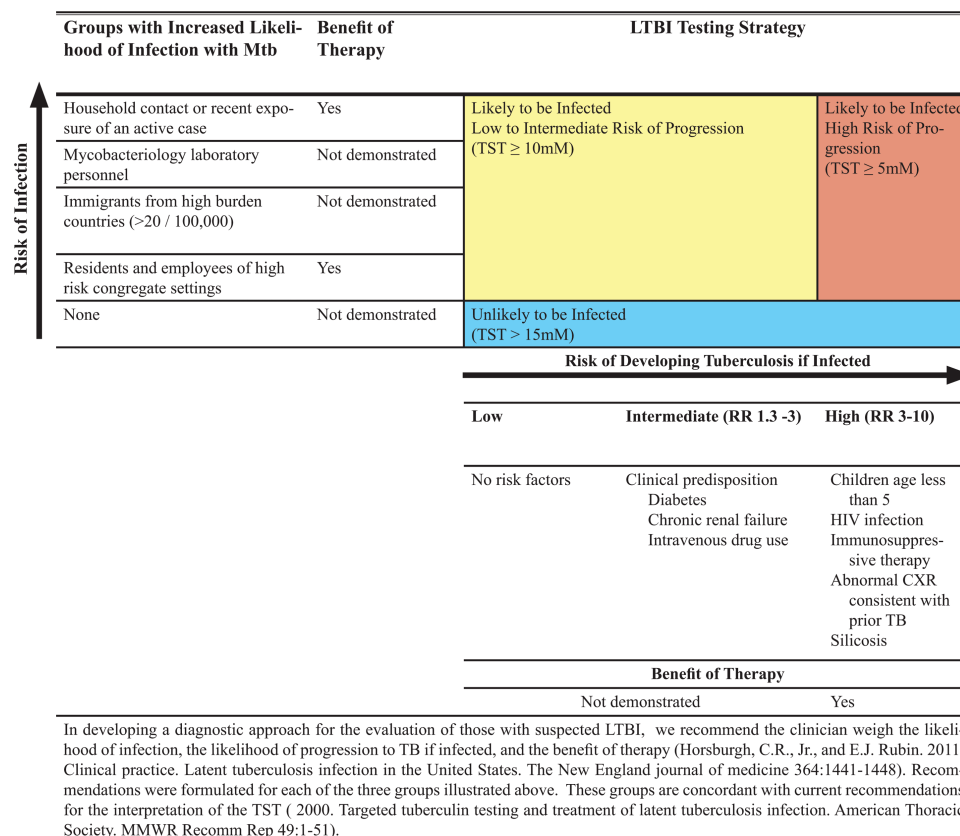 Groups with Increased Likeli-
hood of Infection with Mtb
Benefit of
Therapy
LTBI Testing Strategy
Risk of Infection
Household contact or recent expo-
sure of an active case
Yes
Likely to be Infected
Low to Intermediate Risk of Progression
(TST ≥ 10mM)
Likely to be Infected
High Risk of Pro-
gression
(TST ≥ 5mM)
Mycobacteriology laboratory
personnel
Not demonstrated
Immigrants from high burden
countries (>20 / 100,000)
Not demonstrated
Residents and employees of high
risk congregate settings
Yes
None
Not demonstrated
Unlikely to be Infected
(TST > 15mM)
Risk of Developing Tuberculosis if Infected
Low
Intermediate (RR 1.3 -3)
High (RR 3-10)
No risk factors
Clinical predisposition
Diabetes
Chronic renal failure
Intravenous drug use
Children age less
than 5
HIV infection
Immunosuppres-
sive therapy
Abnormal CXR
consistent with
prior TB
Silicosis
Benefit of Therapy
Not demonstrated
Yes
In developing a diagnostic approach for the evaluation of those with suspected LTBI, we recommend the clinician weigh the likeli-
hood of infection, the likelihood of progression to TB if infected, and the benefit of therapy (Horsburgh, C.R., Jr., and E.J. Rubin. 2011
Clinical practice. Latent tuberculosis infection in the United States. The New England journal of medicine 364:1441-1448). Recom-
mendations were formulated for each of the three groups illustrated above. These groups are concordant with current recommendations
for the interpretation of the TST ( 2000. Targeted tuberculin testing and treatment of latent tuberculosis infection. American Thoracic
Society. MMWR Recomm Rep 49:1-51).